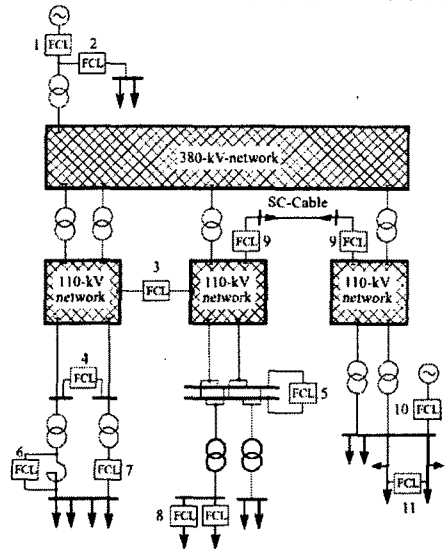 1 FCL
2
FCL
380-kV-network
SC-Cable
FCL 9
9 FCL
110-kV
network
3
FCL
110-kV
network
110-kV
network
4
FCL
FCL 5
10 FCL
6
FCL
FCL 7
8 FCL FCL
FCL
11